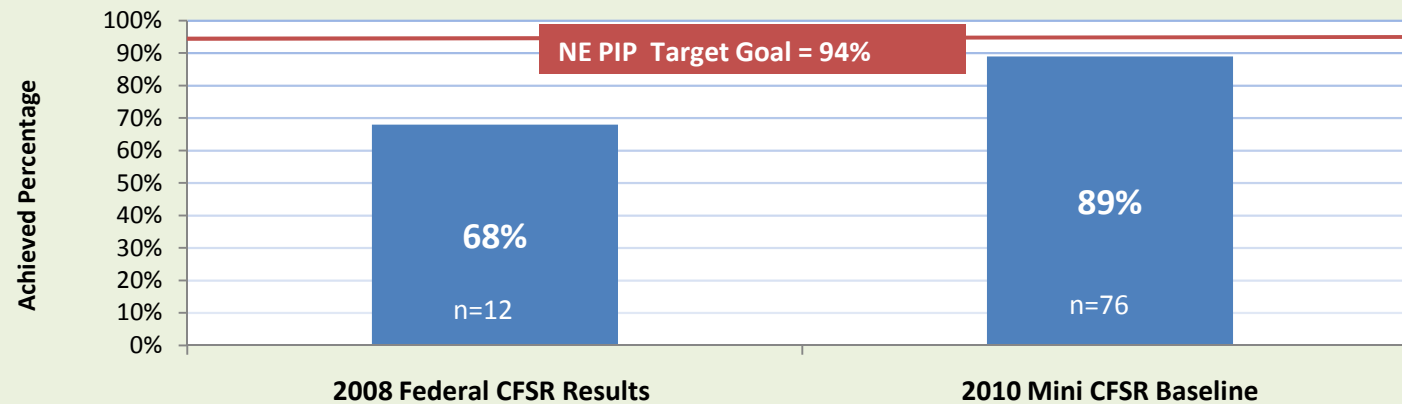 Achieved Percentage
100%
90%
80%
70%
60%
50%
40%
30%
20%
10%
0%
NE PIP Target Goal = 94%
68%
n=12
89%
n=76
2008 Federal CFSR Results
2010 Mini CFSR Baseline